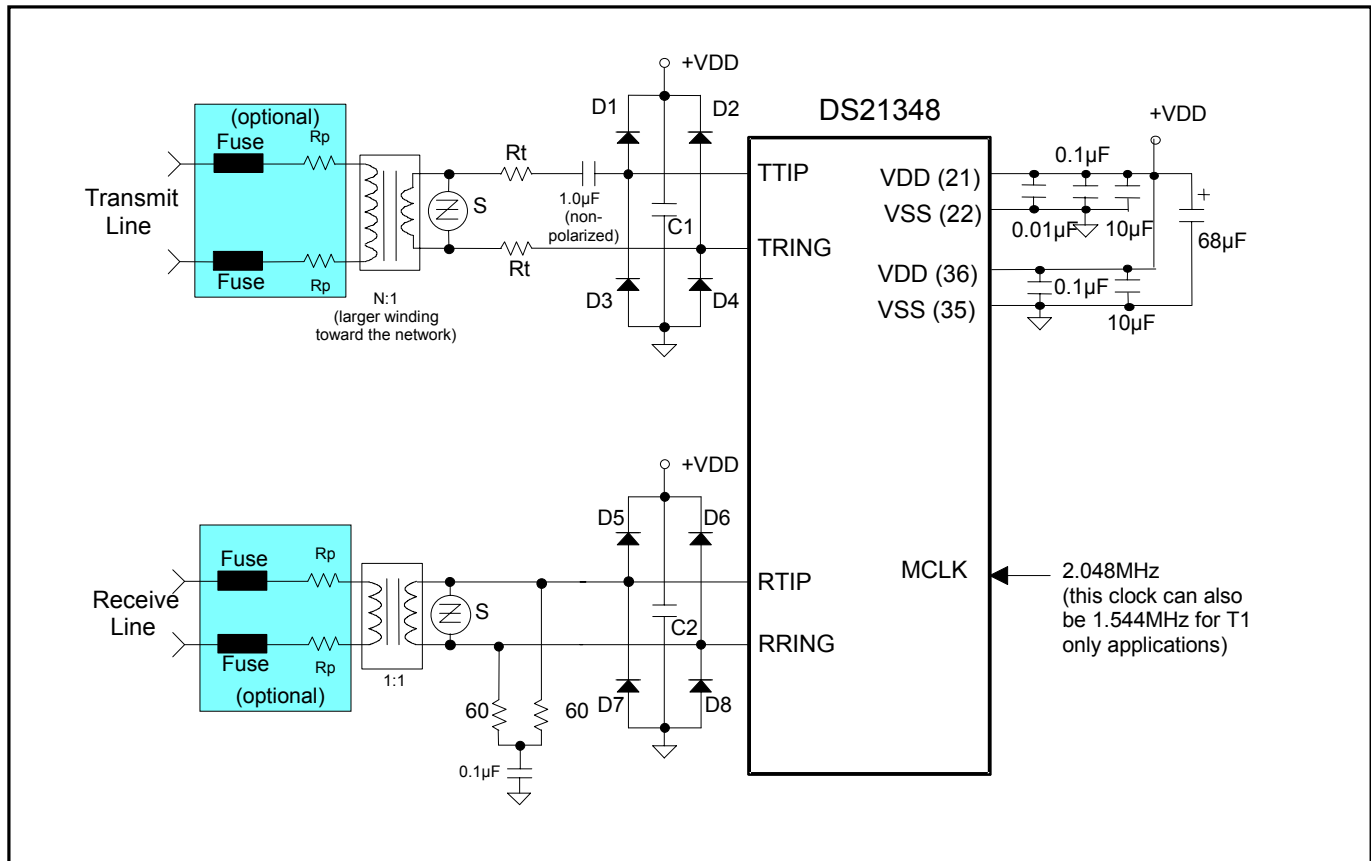 +VDD
(optional)
Fuse
Rp
D1
D2
DS21348
+VDD
Rt
0.1µF
Transmit
Line
S
1.0µF
(non-
polarized)
C1
TTIP
VDD (21)
VSS (22)
0.01µF
10µF
+
68µF
Fuse
Rp
Rt
TRING
VDD (36)
0.1µF
VSS (35)
10µF
D3
D4
N:1
(larger winding
toward the network)
+VDD
Fuse
Rp
D5
D6
Receive
Line
S
RTIP
C2
RRING
MCLK
2.048MHz
(this clock can also
be 1.544MHz for T1
only applications)
Fuse
Rp
(optional)
1:1
60
60
D7
D8
0.1µF